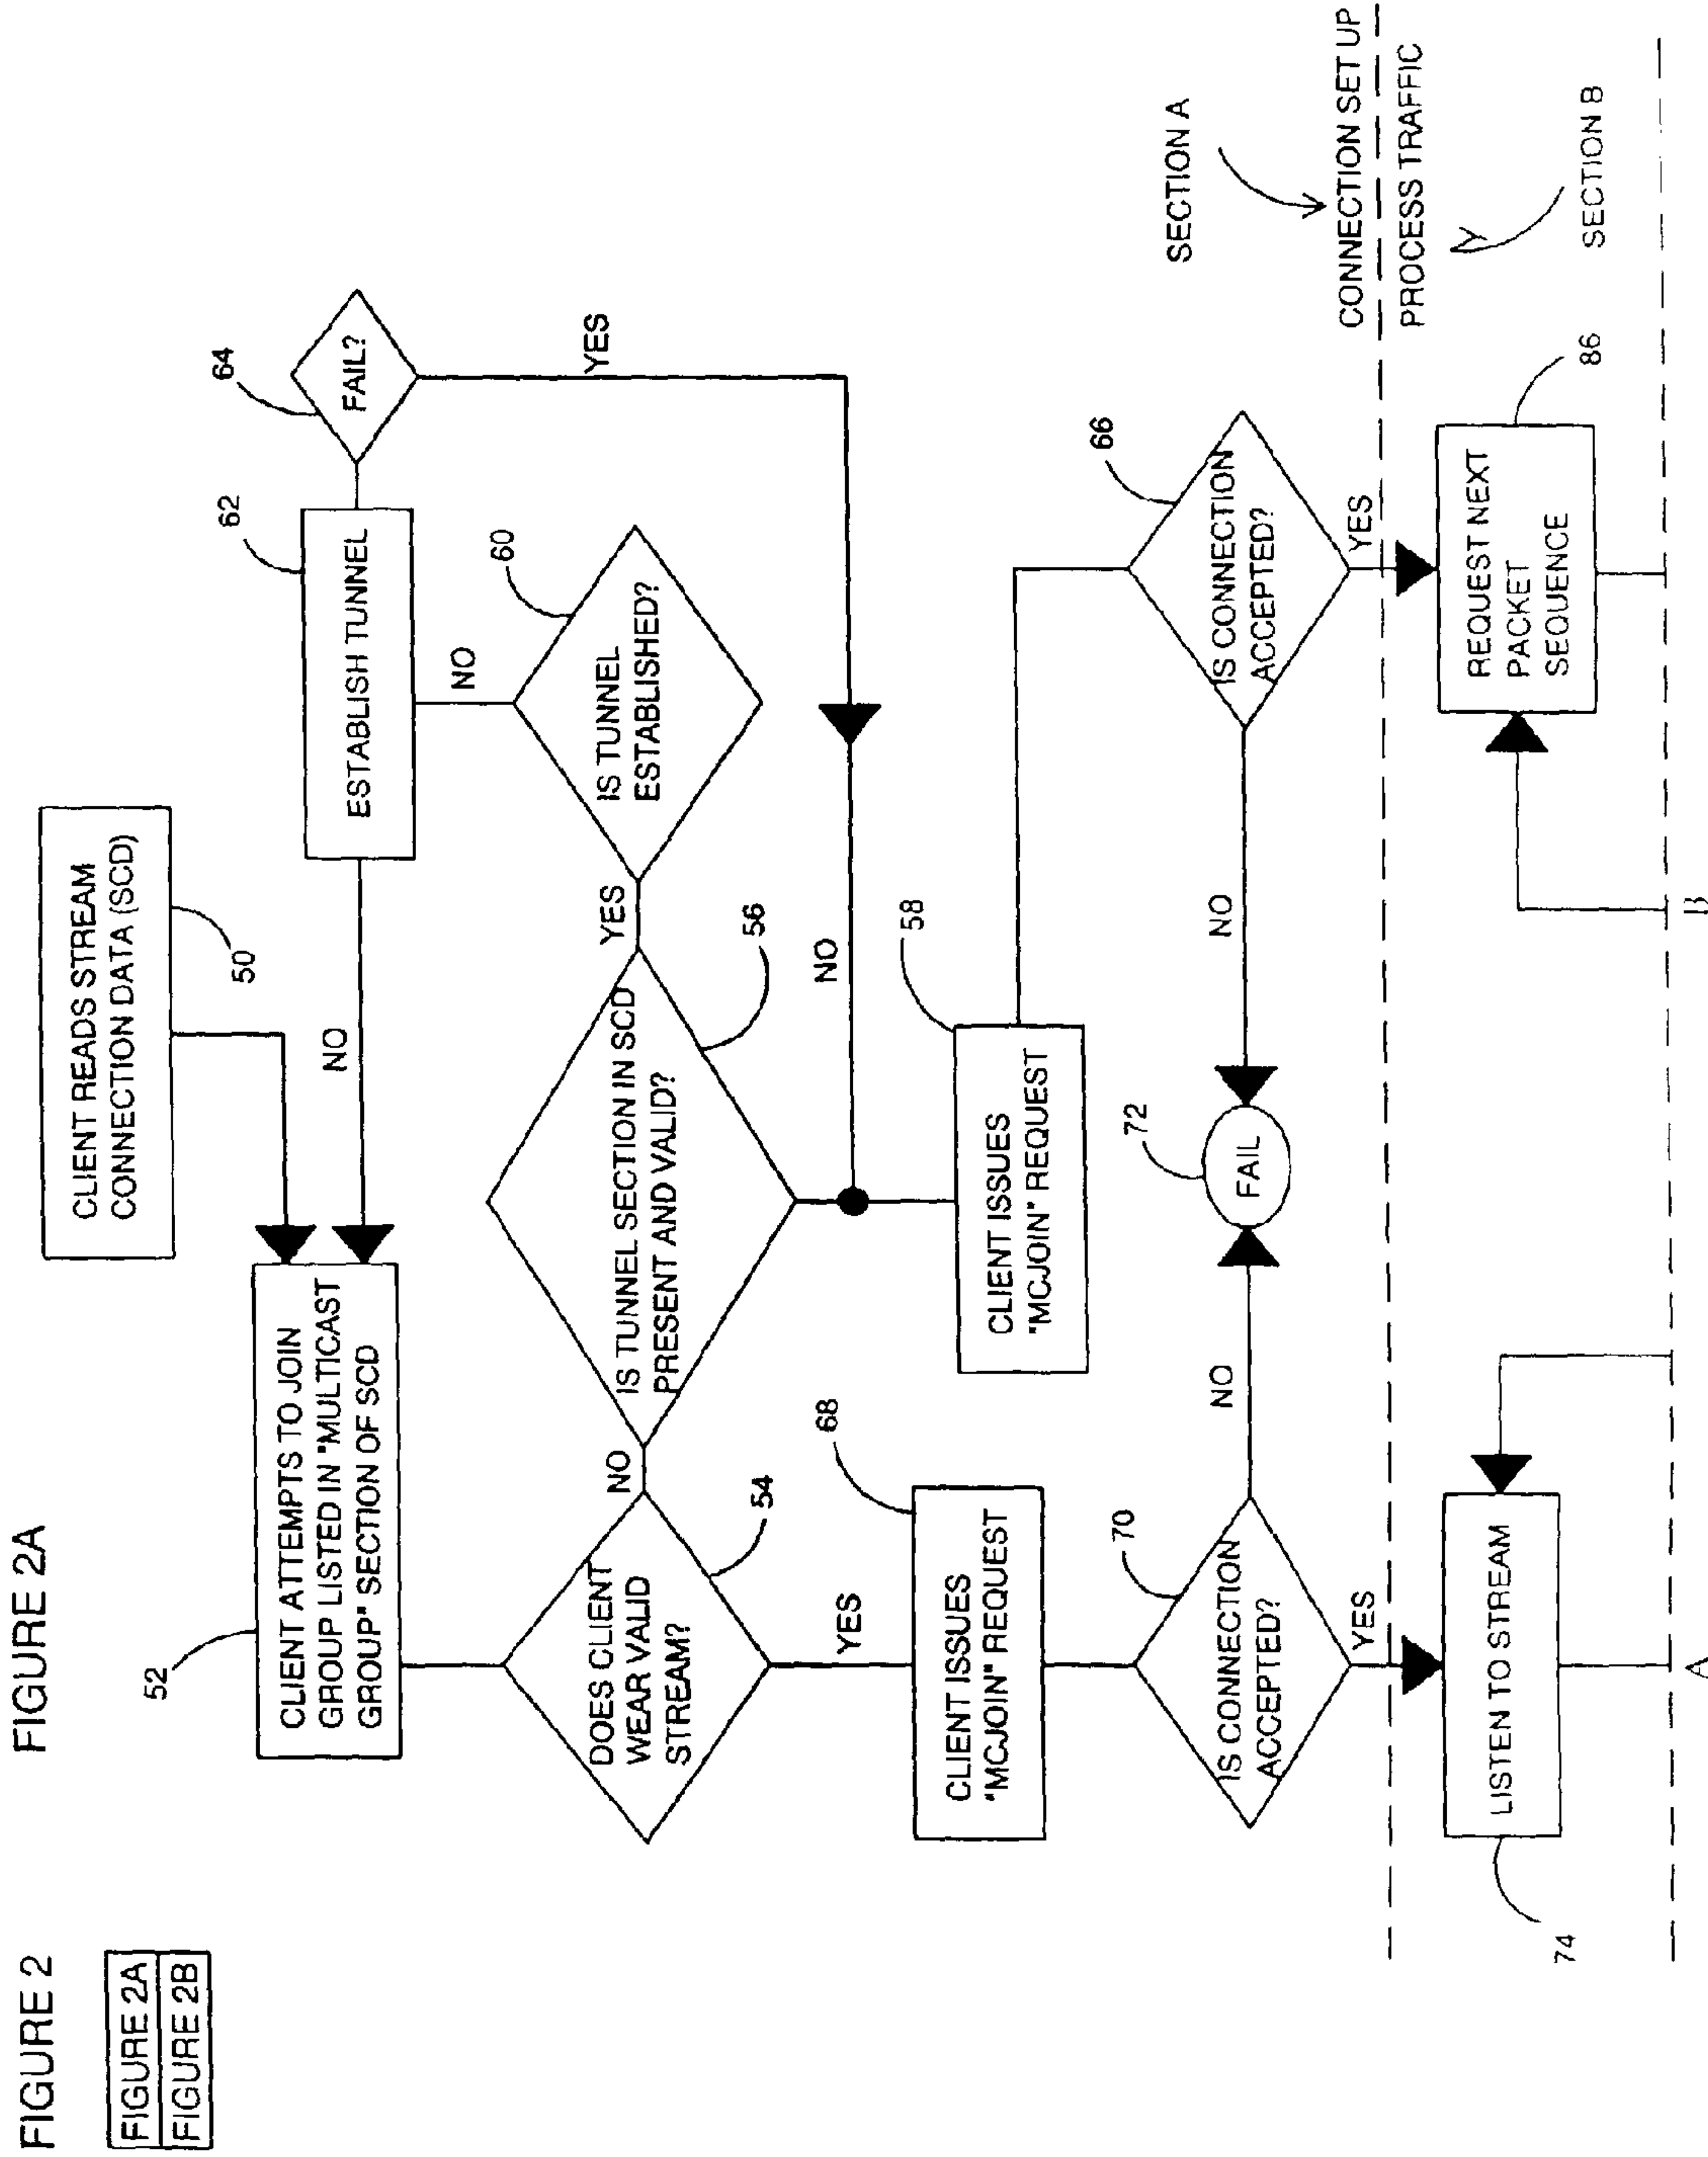 FIGURE 2
FIGURE 2A
FIGURE 2B
FIGURE 2A
CLIENT READS STREAM
CONNECTION DATA (SCD)
50
52
CLIENT ATTEMPTS TO JOIN
GROUP LISTED IN "MULTICAST
GROUP" SECTION OF SCD
NO
ESTABLISH TUNNEL
62
64
FAIL?
YES
NO
DOES CLIENT
WEAR VALID
STREAM?
54
NO
IS TUNNEL SECTION IN SCD
PRESENT AND VALID?
56
YES
IS TUNNEL
ESTABLISHED?
60
NO
YES
68
CLIENT ISSUES
"MCJOIN" REQUEST
58
CLIENT ISSUES
"MCJOIN" REQUEST
70
IS CONNECTION
ACCEPTED?
NO
72
FAIL
NO
66
IS CONNECTION
ACCEPTED?
YES
YES
SECTION A
CONNECTION SET UP
PROCESS TRAFFIC
SECTION B
74
LISTEN TO STREAM
REQUEST NEXT
PACKET
SEQUENCE
86
A
B